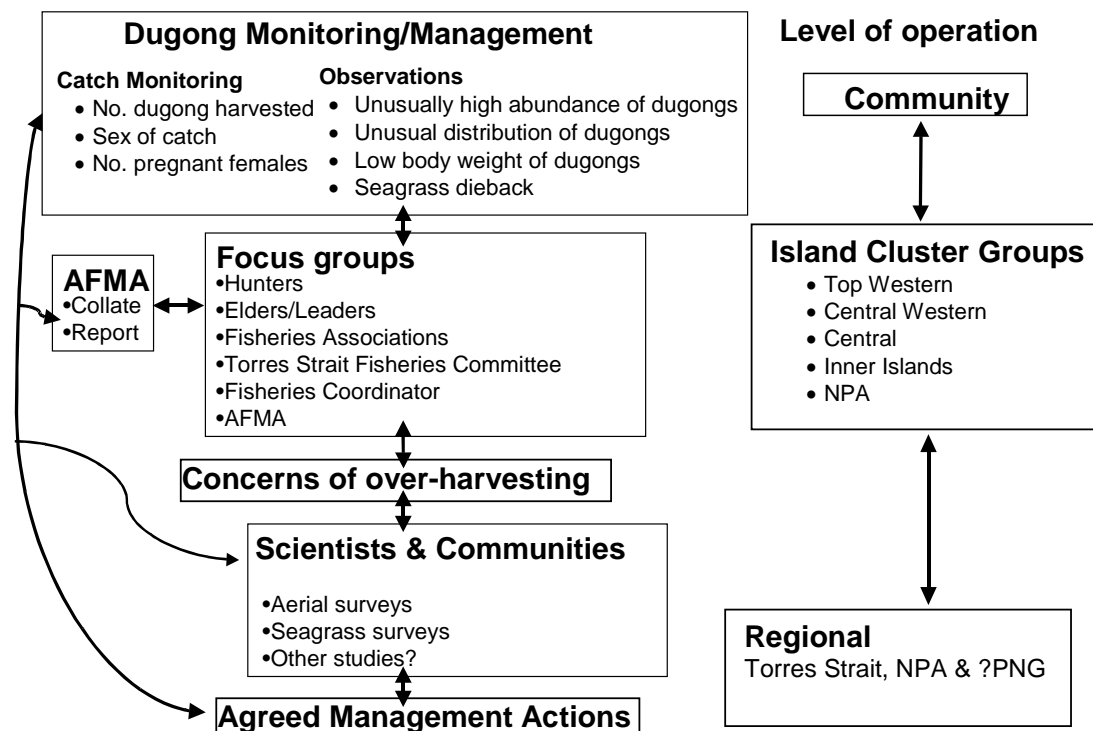 Dugong Monitoring/Management
Catch Monitoring
• No. dugong harvested
• Sex of catch
• No. pregnant females
Observations
• Unusually high abundance of dugongs
• Unusual distribution of dugongs
• Low body weight of dugongs
• Seagrass dieback
AFMA
•Collate
•Report
Focus groups
•Hunters
•Elders/Leaders
•Fisheries Associations
•Torres Strait Fisheries Committee
•Fisheries Coordinator
•AFMA
Concerns of over-harvesting
Scientists & Communities
•Aerial surveys
•Seagrass surveys
•Other studies?
Agreed Management Actions
Level of operation
Community
Island Cluster Groups
• Top Western
• Central Western
• Central
• Inner Islands
• NPA
Regional
Torres Strait, NPA & ?PNG